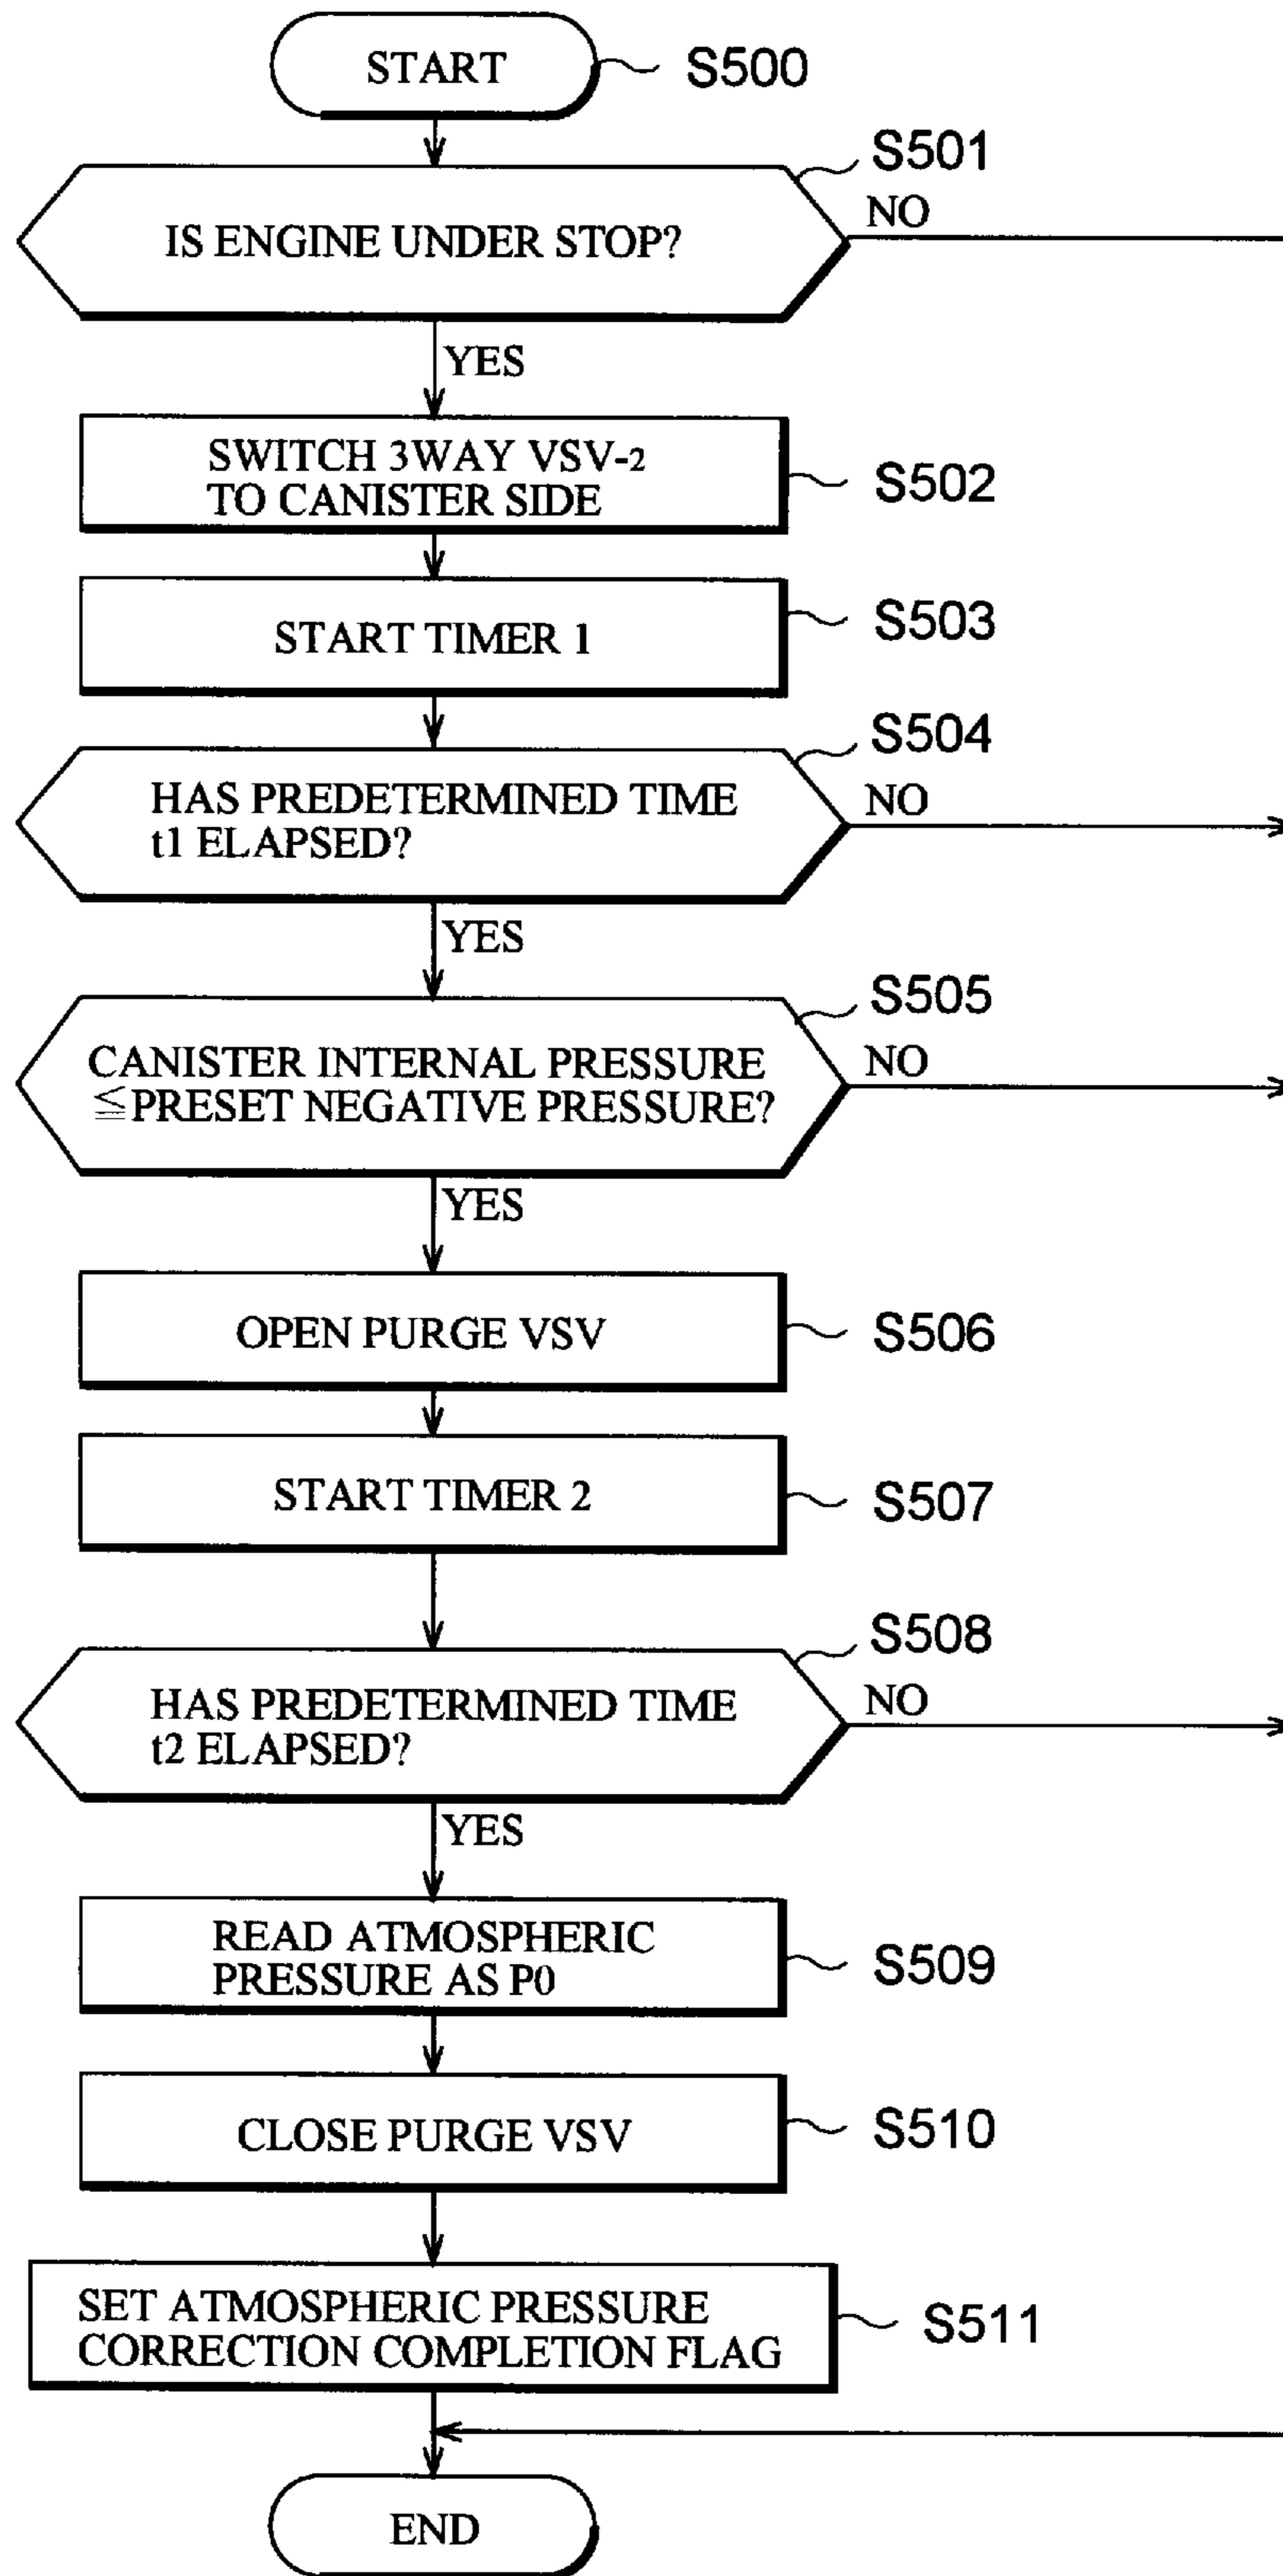 START
S500
S501
IS ENGINE UNDER STOP?
NO
YES
SWITCH 3WAY VSV-2
TO CANISTER SIDE
S502
START TIMER 1
S503
S504
HAS PREDETERMINED TIME
t1 ELAPSED?
NO
YES
S505
CANISTER INTERNAL PRESSURE
≦PRESET NEGATIVE PRESSURE?
NO
YES
OPEN PURGE VSV
S506
START TIMER 2
S507
S508
HAS PREDETERMINED TIME
t2 ELAPSED?
NO
YES
READ ATMOSPHERIC
PRESSURE AS P0
S509
CLOSE PURGE VSV
S510
SET ATMOSPHERIC PRESSURE
CORRECTION COMPLETION FLAG
S511
END